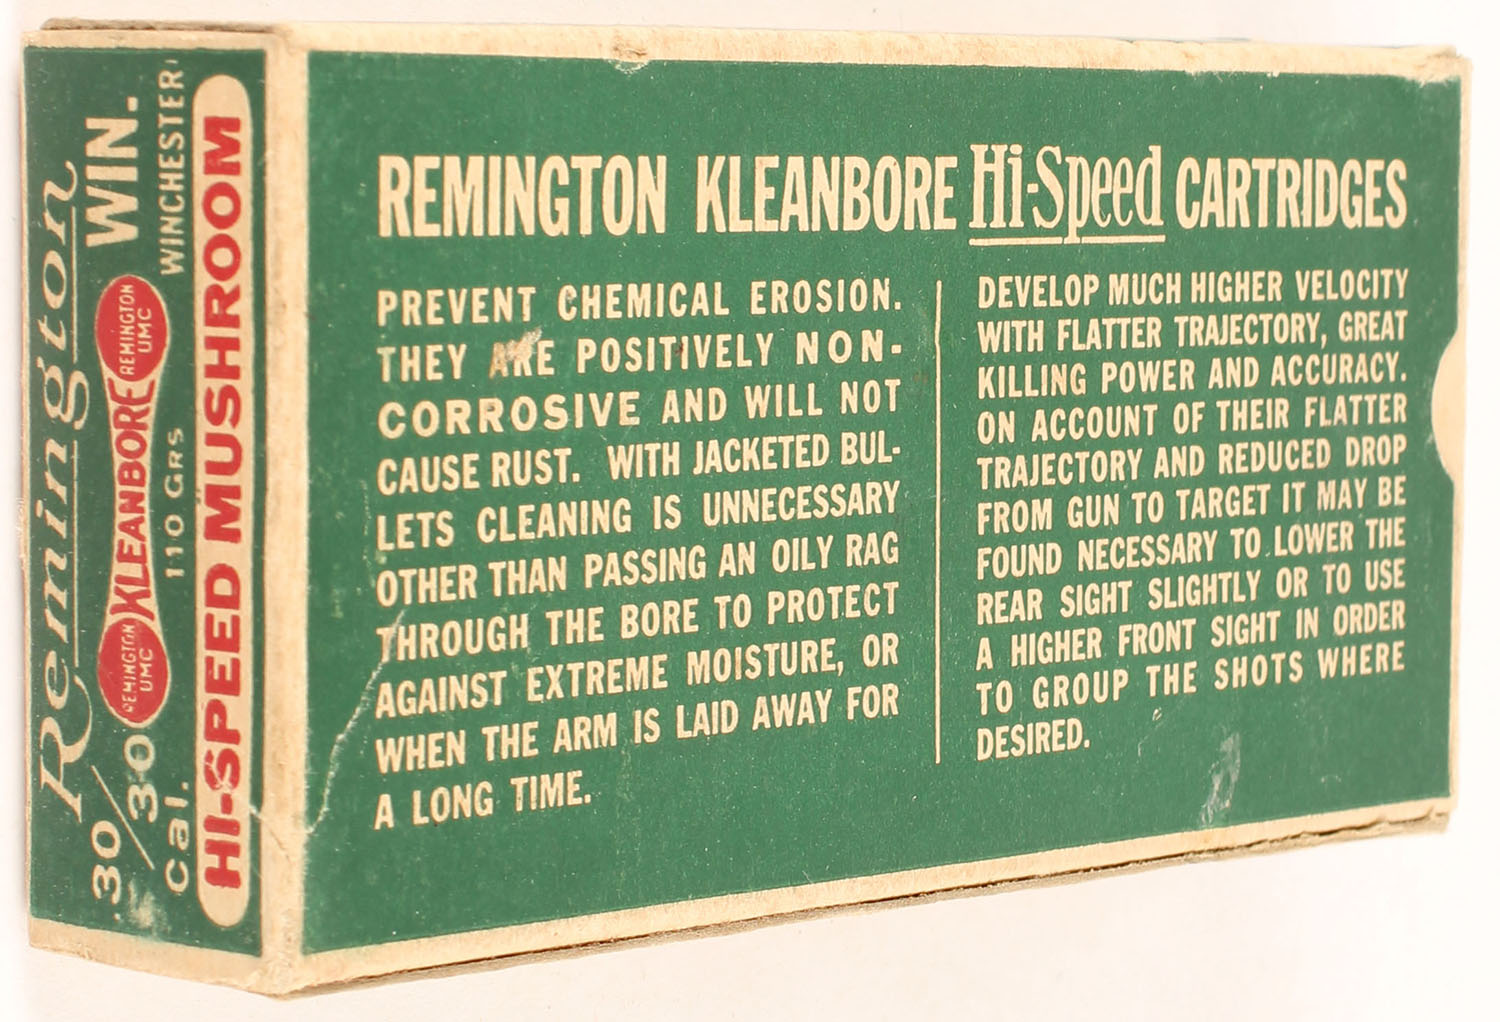 Remington
.30/30 WIN.
REMINGTON UMC KLEANBORE REMINGTON UMC
Cal. 110 Grs WINCHESTER
HI-SPEED MUSHROOM
REMINGTON KLEANBORE Hi-Speed CARTRIDGES
PREVENT CHEMICAL EROSION.
THEY ARE POSITIVELY NON-
CORROSIVE AND WILL NOT
CAUSE RUST. WITH JACKETED BUL-
LETS CLEANING IS UNNECESSARY
OTHER THAN PASSING AN OILY RAG
THROUGH THE BORE TO PROTECT
AGAINST EXTREME MOISTURE, OR
WHEN THE ARM IS LAID AWAY FOR
A LONG TIME.
DEVELOP MUCH HIGHER VELOCITY
WITH FLATTER TRAJECTORY, GREAT
KILLING POWER AND ACCURACY.
ON ACCOUNT OF THEIR FLATTER
TRAJECTORY AND REDUCED DROP
FROM GUN TO TARGET IT MAY BE
FOUND NECESSARY TO LOWER THE
REAR SIGHT SLIGHTLY OR TO USE
A HIGHER FRONT SIGHT IN ORDER
TO GROUP THE SHOTS WHERE
DESIRED.